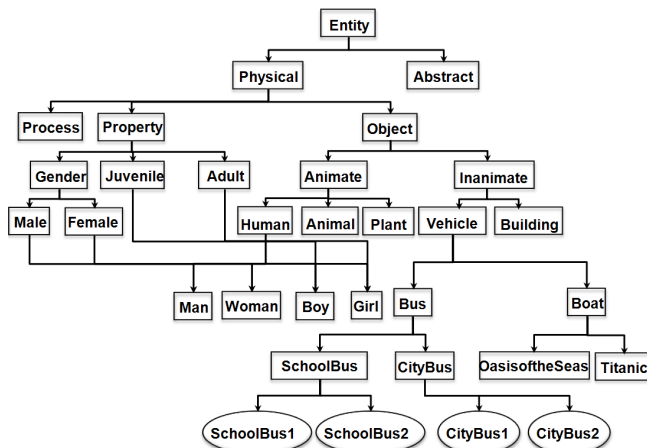 Entity
Physical
Abstract
Process
Property
Object
Gender
Juvenile
Adult
Animate
Inanimate
Male
Female
Human
Animal
Plant
Vehicle
Building
Man
Woman
Boy
Girl
Bus
Boat
SchoolBus
CityBus
OasisoftheSeas
Titanic
SchoolBus1
SchoolBus2
CityBus1
CityBus2